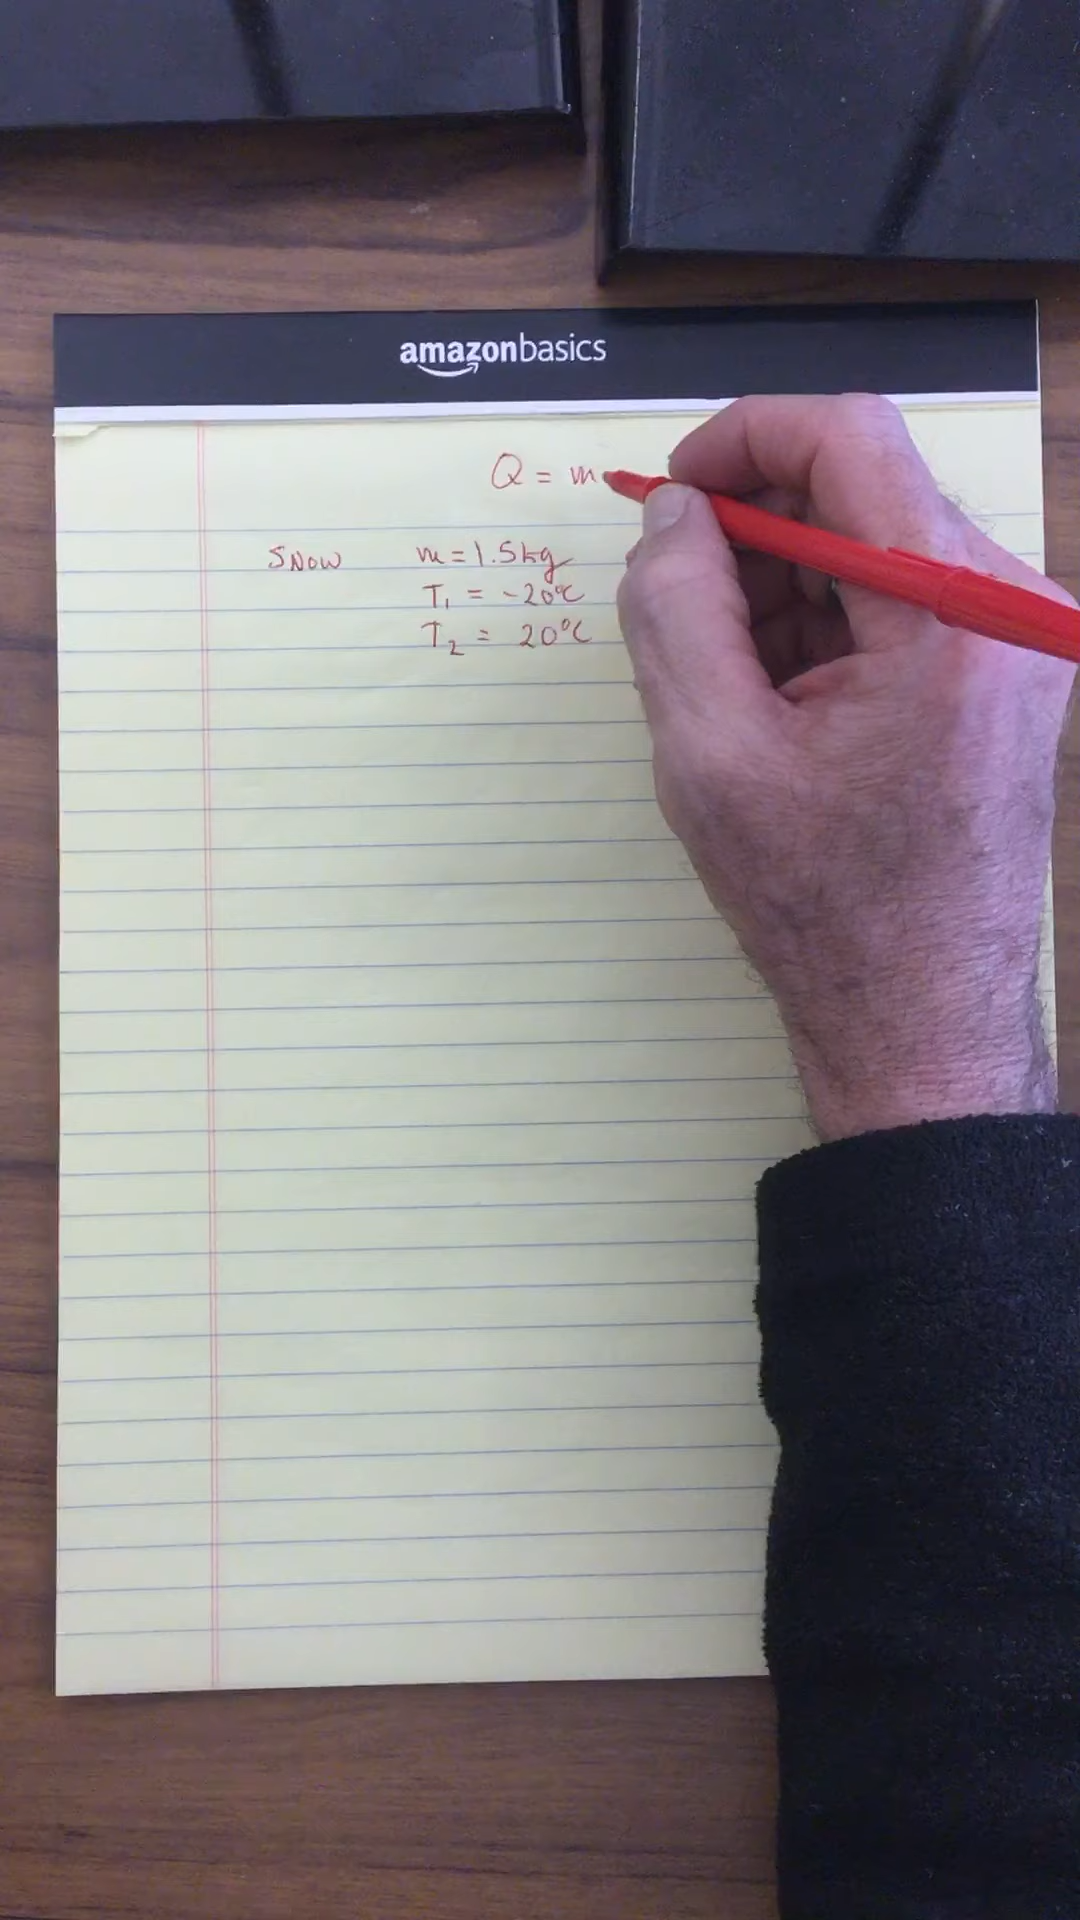 amazonbasics
Q = m
SNOW m = 1.5kg
T₁ = -20°C
T₂ = 20°C